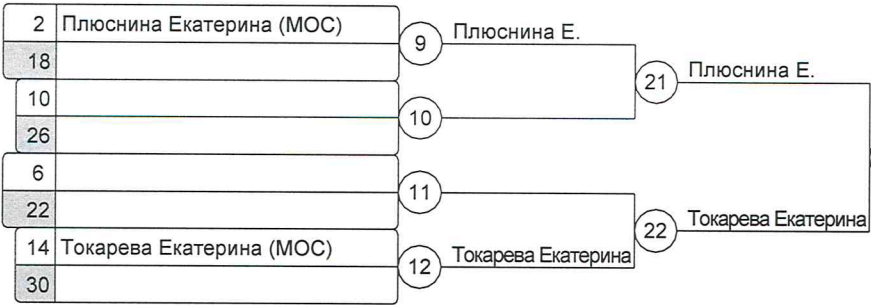 2 Плюснина Екатерина (МОС)
18
9 Плюснина Е.
10
26
10
21 Плюснина Е.
6
22
11
14 Токарева Екатерина (МОС)
30
12 Токарева Екатерина
22 Токарева Екатерина